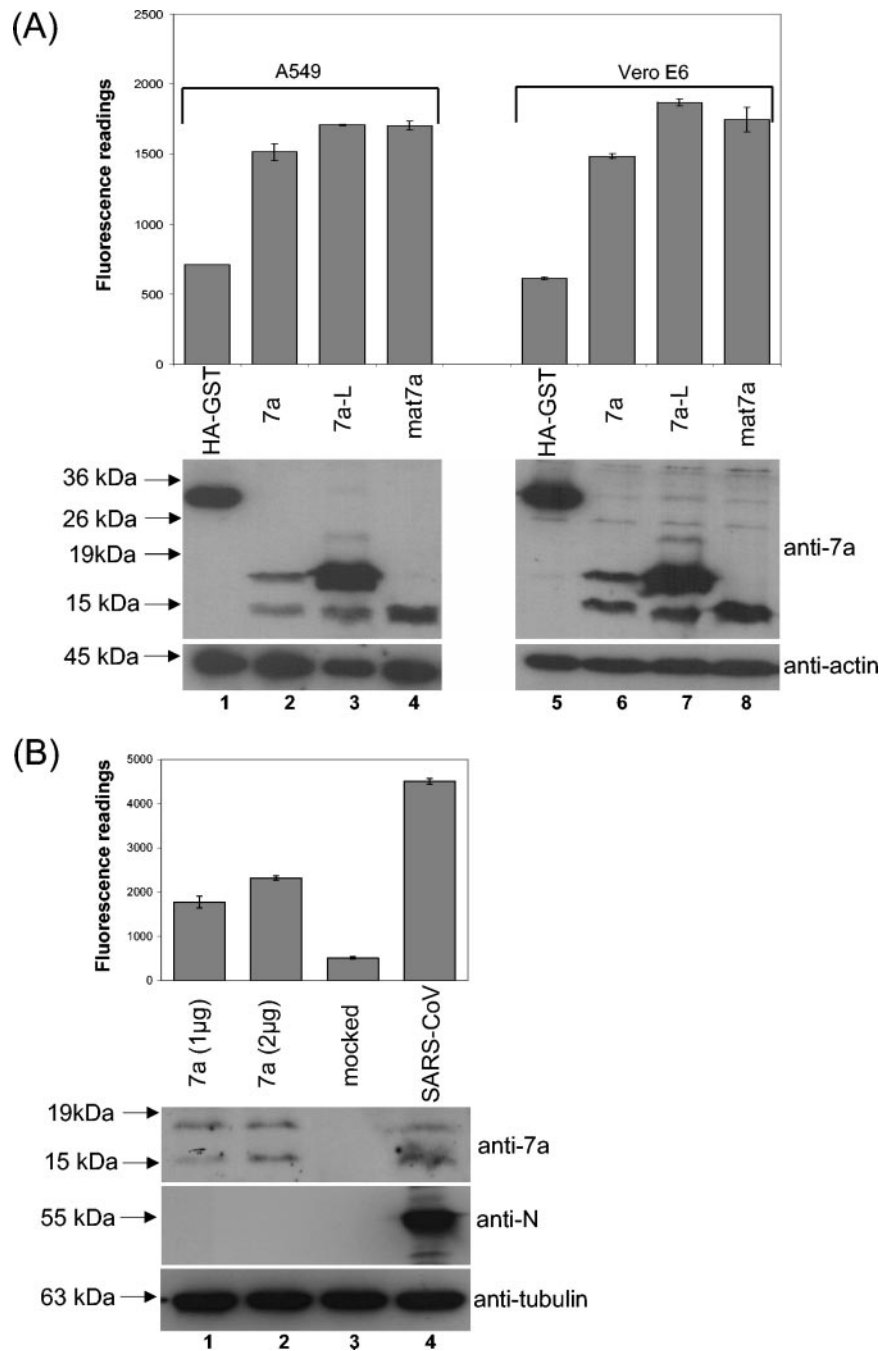 (A)
Fluorescence readings
2500
2000
1500
1000
500
0
A549
Vero E6
HA-GST
7a
7a-L
mat7a
HA-GST
7a
7a-L
mat7a
36 kDa
26 kDa
19kDa
15 kDa
anti-7a
45 kDa
anti-actin
1 2 3 4 5 6 7 8
(B)
Fluorescence readings
5000
4000
3000
2000
1000
0
7a (1µg)
7a (2µg)
mocked
SARS-CoV
19kDa
15 kDa
anti-7a
55 kDa
anti-N
63 kDa
anti-tubulin
1 2 3 4